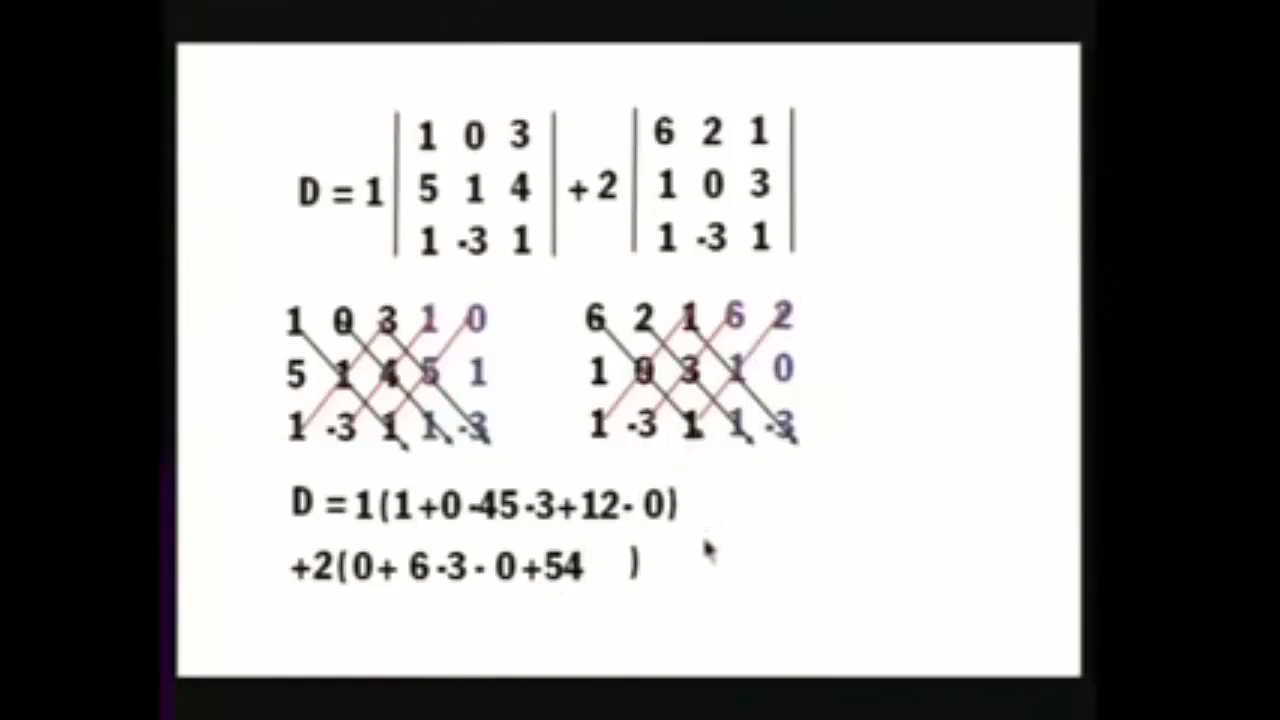 1 0 3 6 2 1
D = 1 5 1 4 + 2 1 0 3
1 -3 1 1 -3 1
1 0 3 1 0 6 2 1 6 2
5 1 4 5 1 1 0 3 1 0
1 -3 1 1 -3 1 -3 1 1 -3
D = 1(1+0-45-3+12- 0)
+2(0+ 6-3- 0+54 )